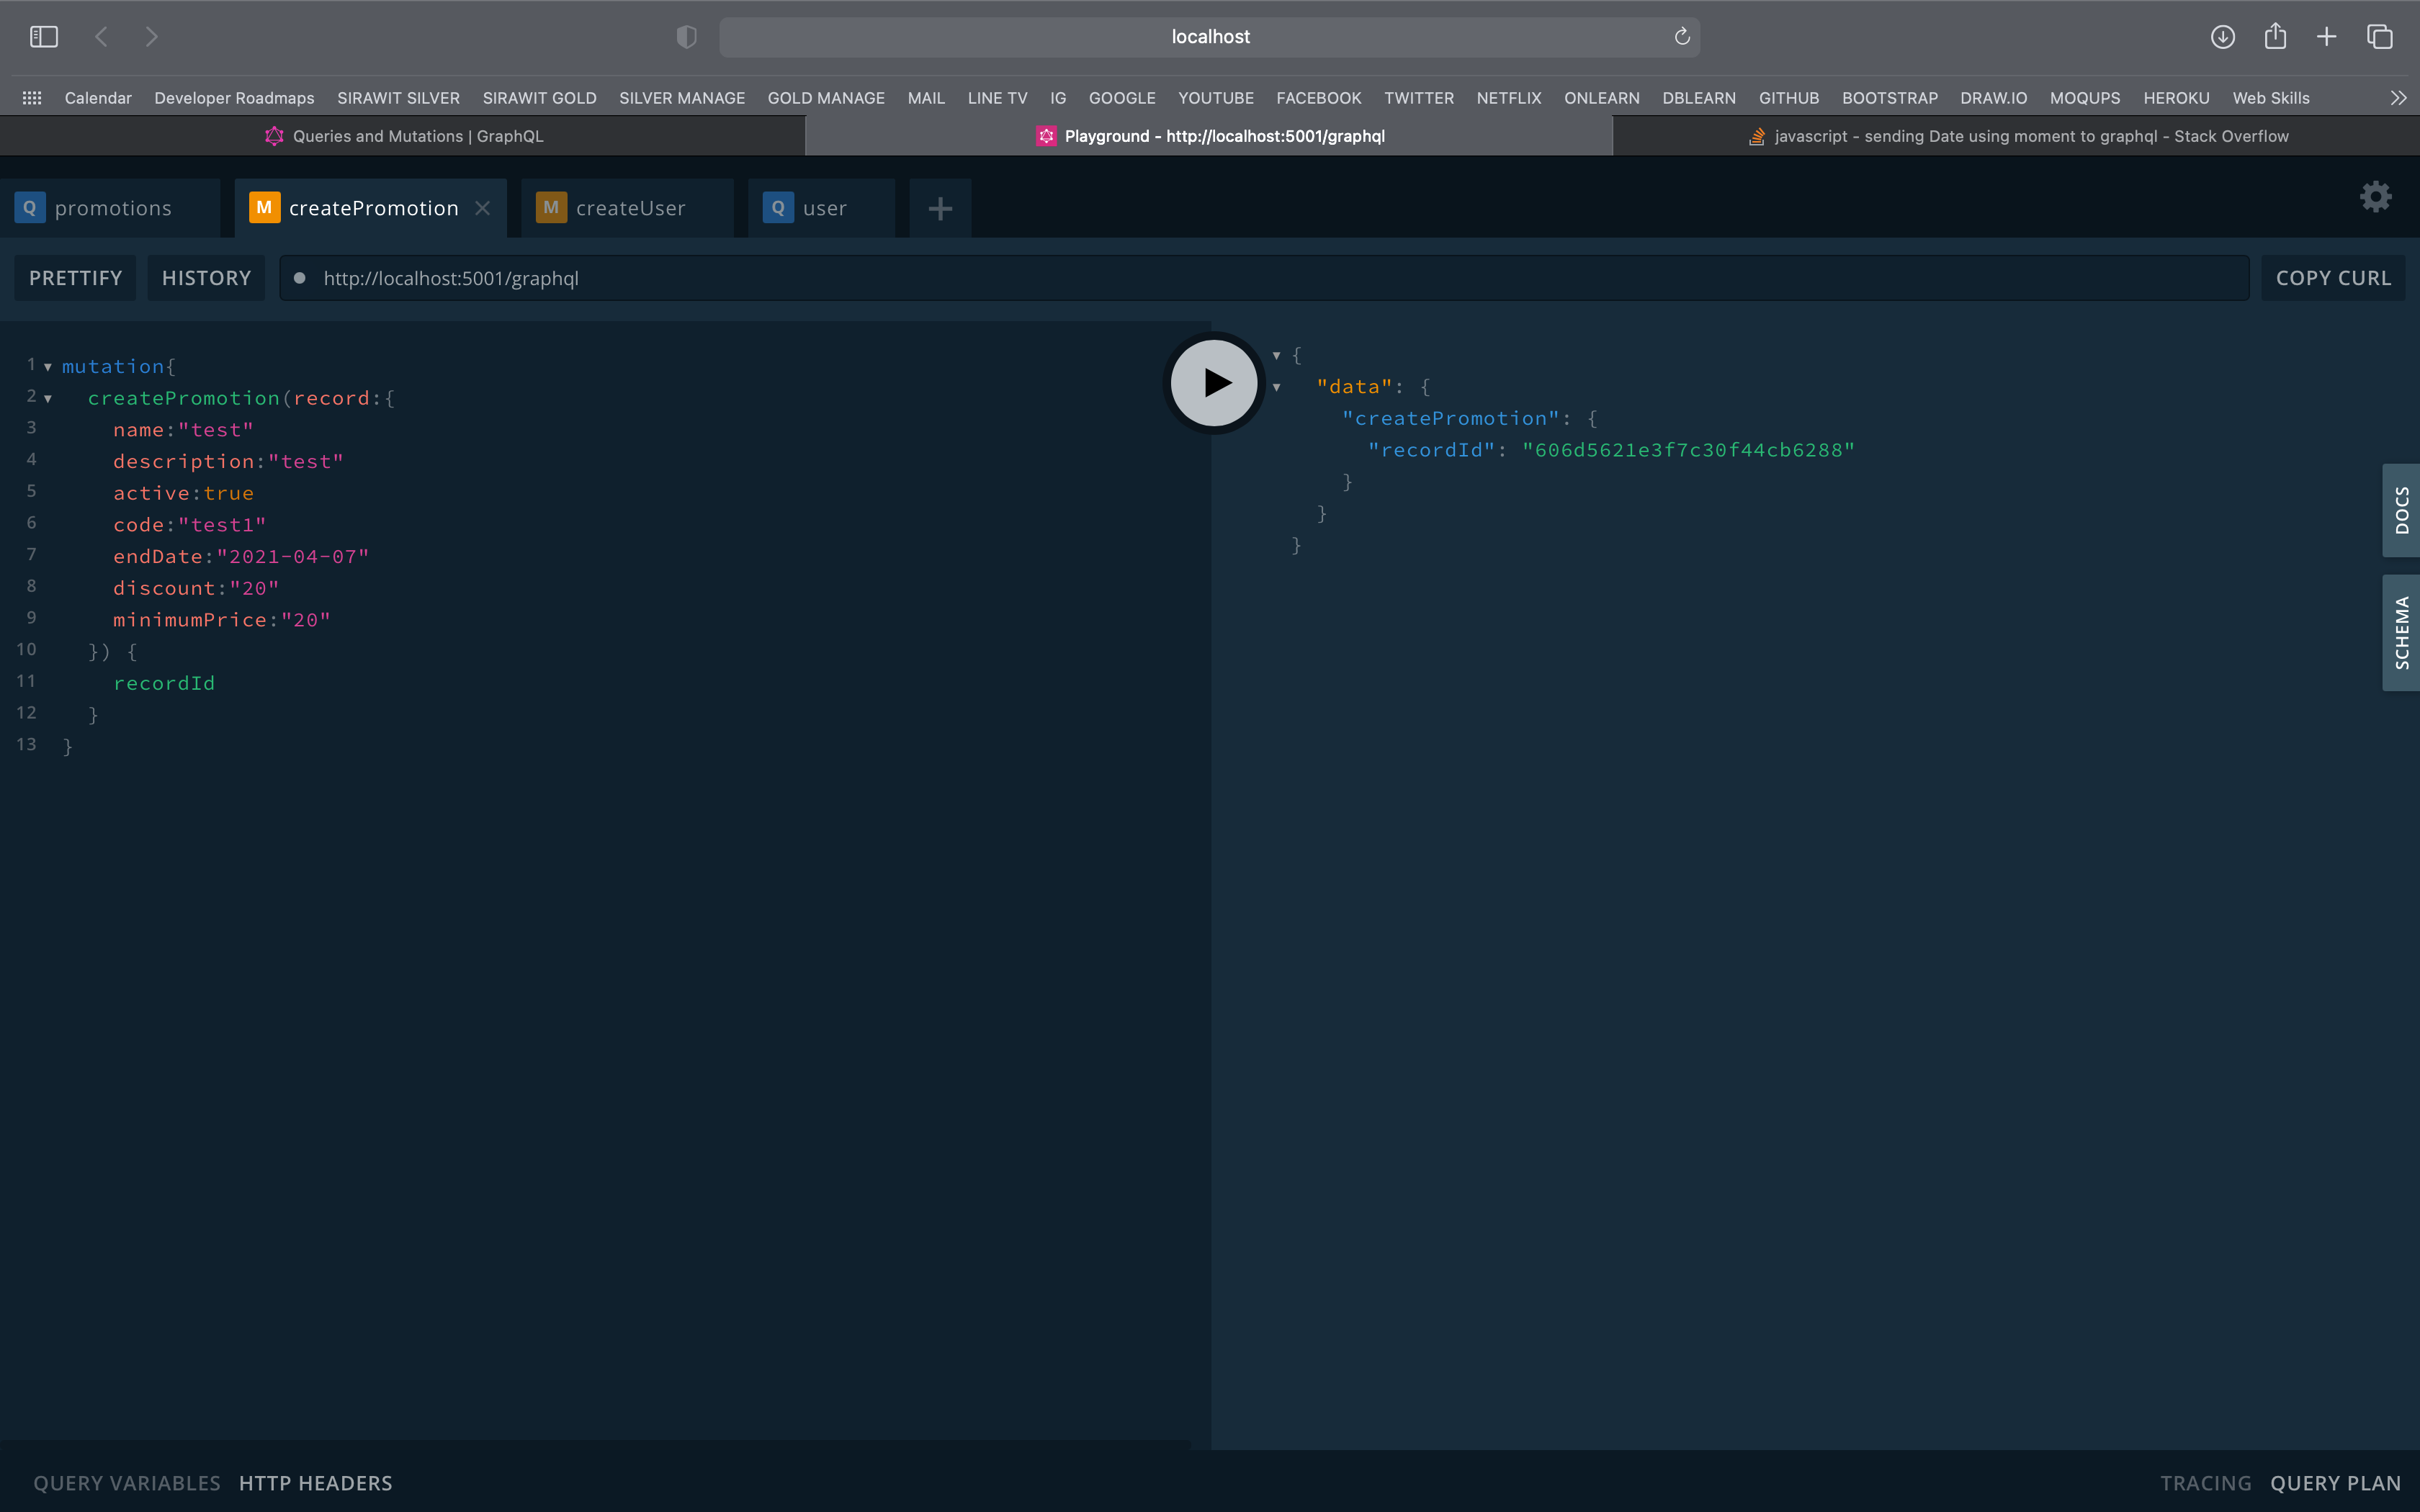 localhost
Calendar Developer Roadmaps SIRAWIT SILVER SIRAWIT GOLD SILVER MANAGE GOLD MANAGE MAIL LINE TV IG GOOGLE YOUTUBE FACEBOOK TWITTER NETFLIX ONLEARN DBLEARN GITHUB BOOTSTRAP DRAW.IO MOQUPS HEROKU Web Skills
Queries and Mutations | GraphQL
Playground - http://localhost:5001/graphql
javascript - sending Date using moment to graphql - Stack Overflow
Q promotions
M createPromotion
M createUser
Q user
PRETTIFY HISTORY http://localhost:5001/graphql COPY CURL
1 mutation{
2 createPromotion(record:{
3 name:"test"
4 description:"test"
5 active:true
6 code:"test1"
7 endDate:"2021-04-07"
8 discount:"20"
9 minimumPrice:"20"
10 }) {
11 recordId
12 }
13 }
{
"data": {
"createPromotion": {
"recordId": "606d5621e3f7c30f44cb6288"
}
}
}
DOCS
SCHEMA
QUERY VARIABLES HTTP HEADERS
TRACING QUERY PLAN